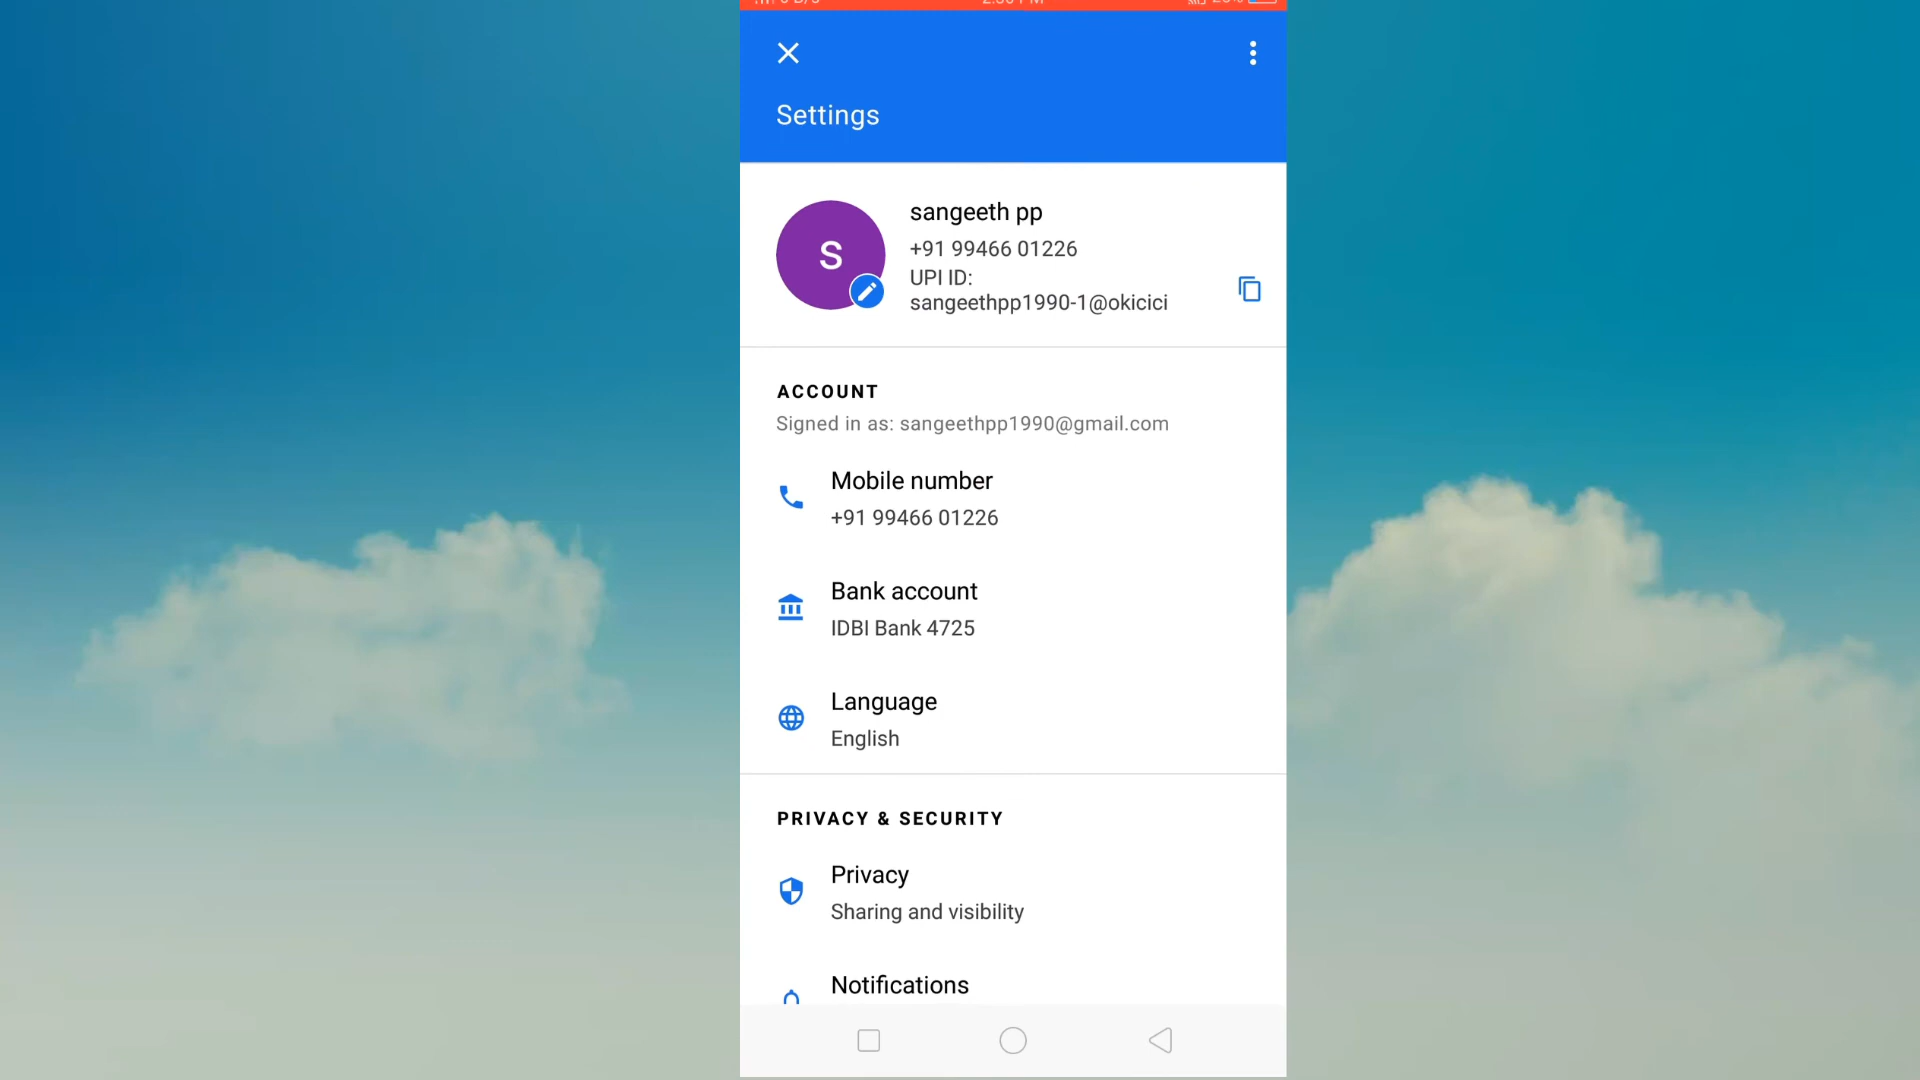 Settings
S
sangeeth pp
+91 99466 01226
UPI ID:
sangeethpp1990-1@okicici
ACCOUNT
Signed in as: sangeethpp1990@gmail.com
Mobile number
+91 99466 01226
Bank account
IDBI Bank 4725
Language
English
PRIVACY & SECURITY
Privacy
Sharing and visibility
Notifications